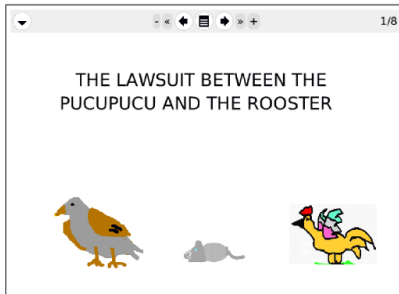 - « » +
1/8
THE LAWSUIT BETWEEN THE
PUCUPUCU AND THE ROOSTER